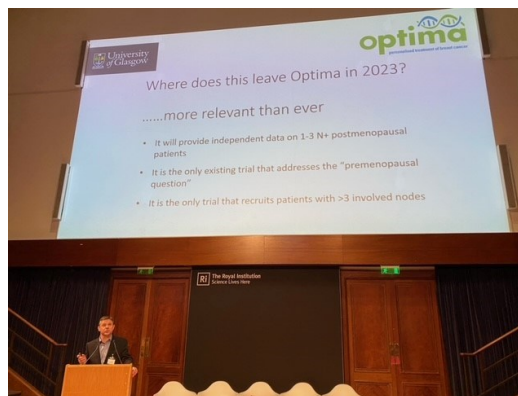 University
of Glasgow
optima
personalised treatment of breast cancer
Where does this leave Optima in 2023?
......more relevant than ever
• It will provide independent data on 1-3 N+ postmenopausal
patients
• It is the only existing trial that addresses the "premenopausal
question"
• It is the only trial that recruits patients with >3 involved nodes
Ri
The Royal Institution
Science Lives Here